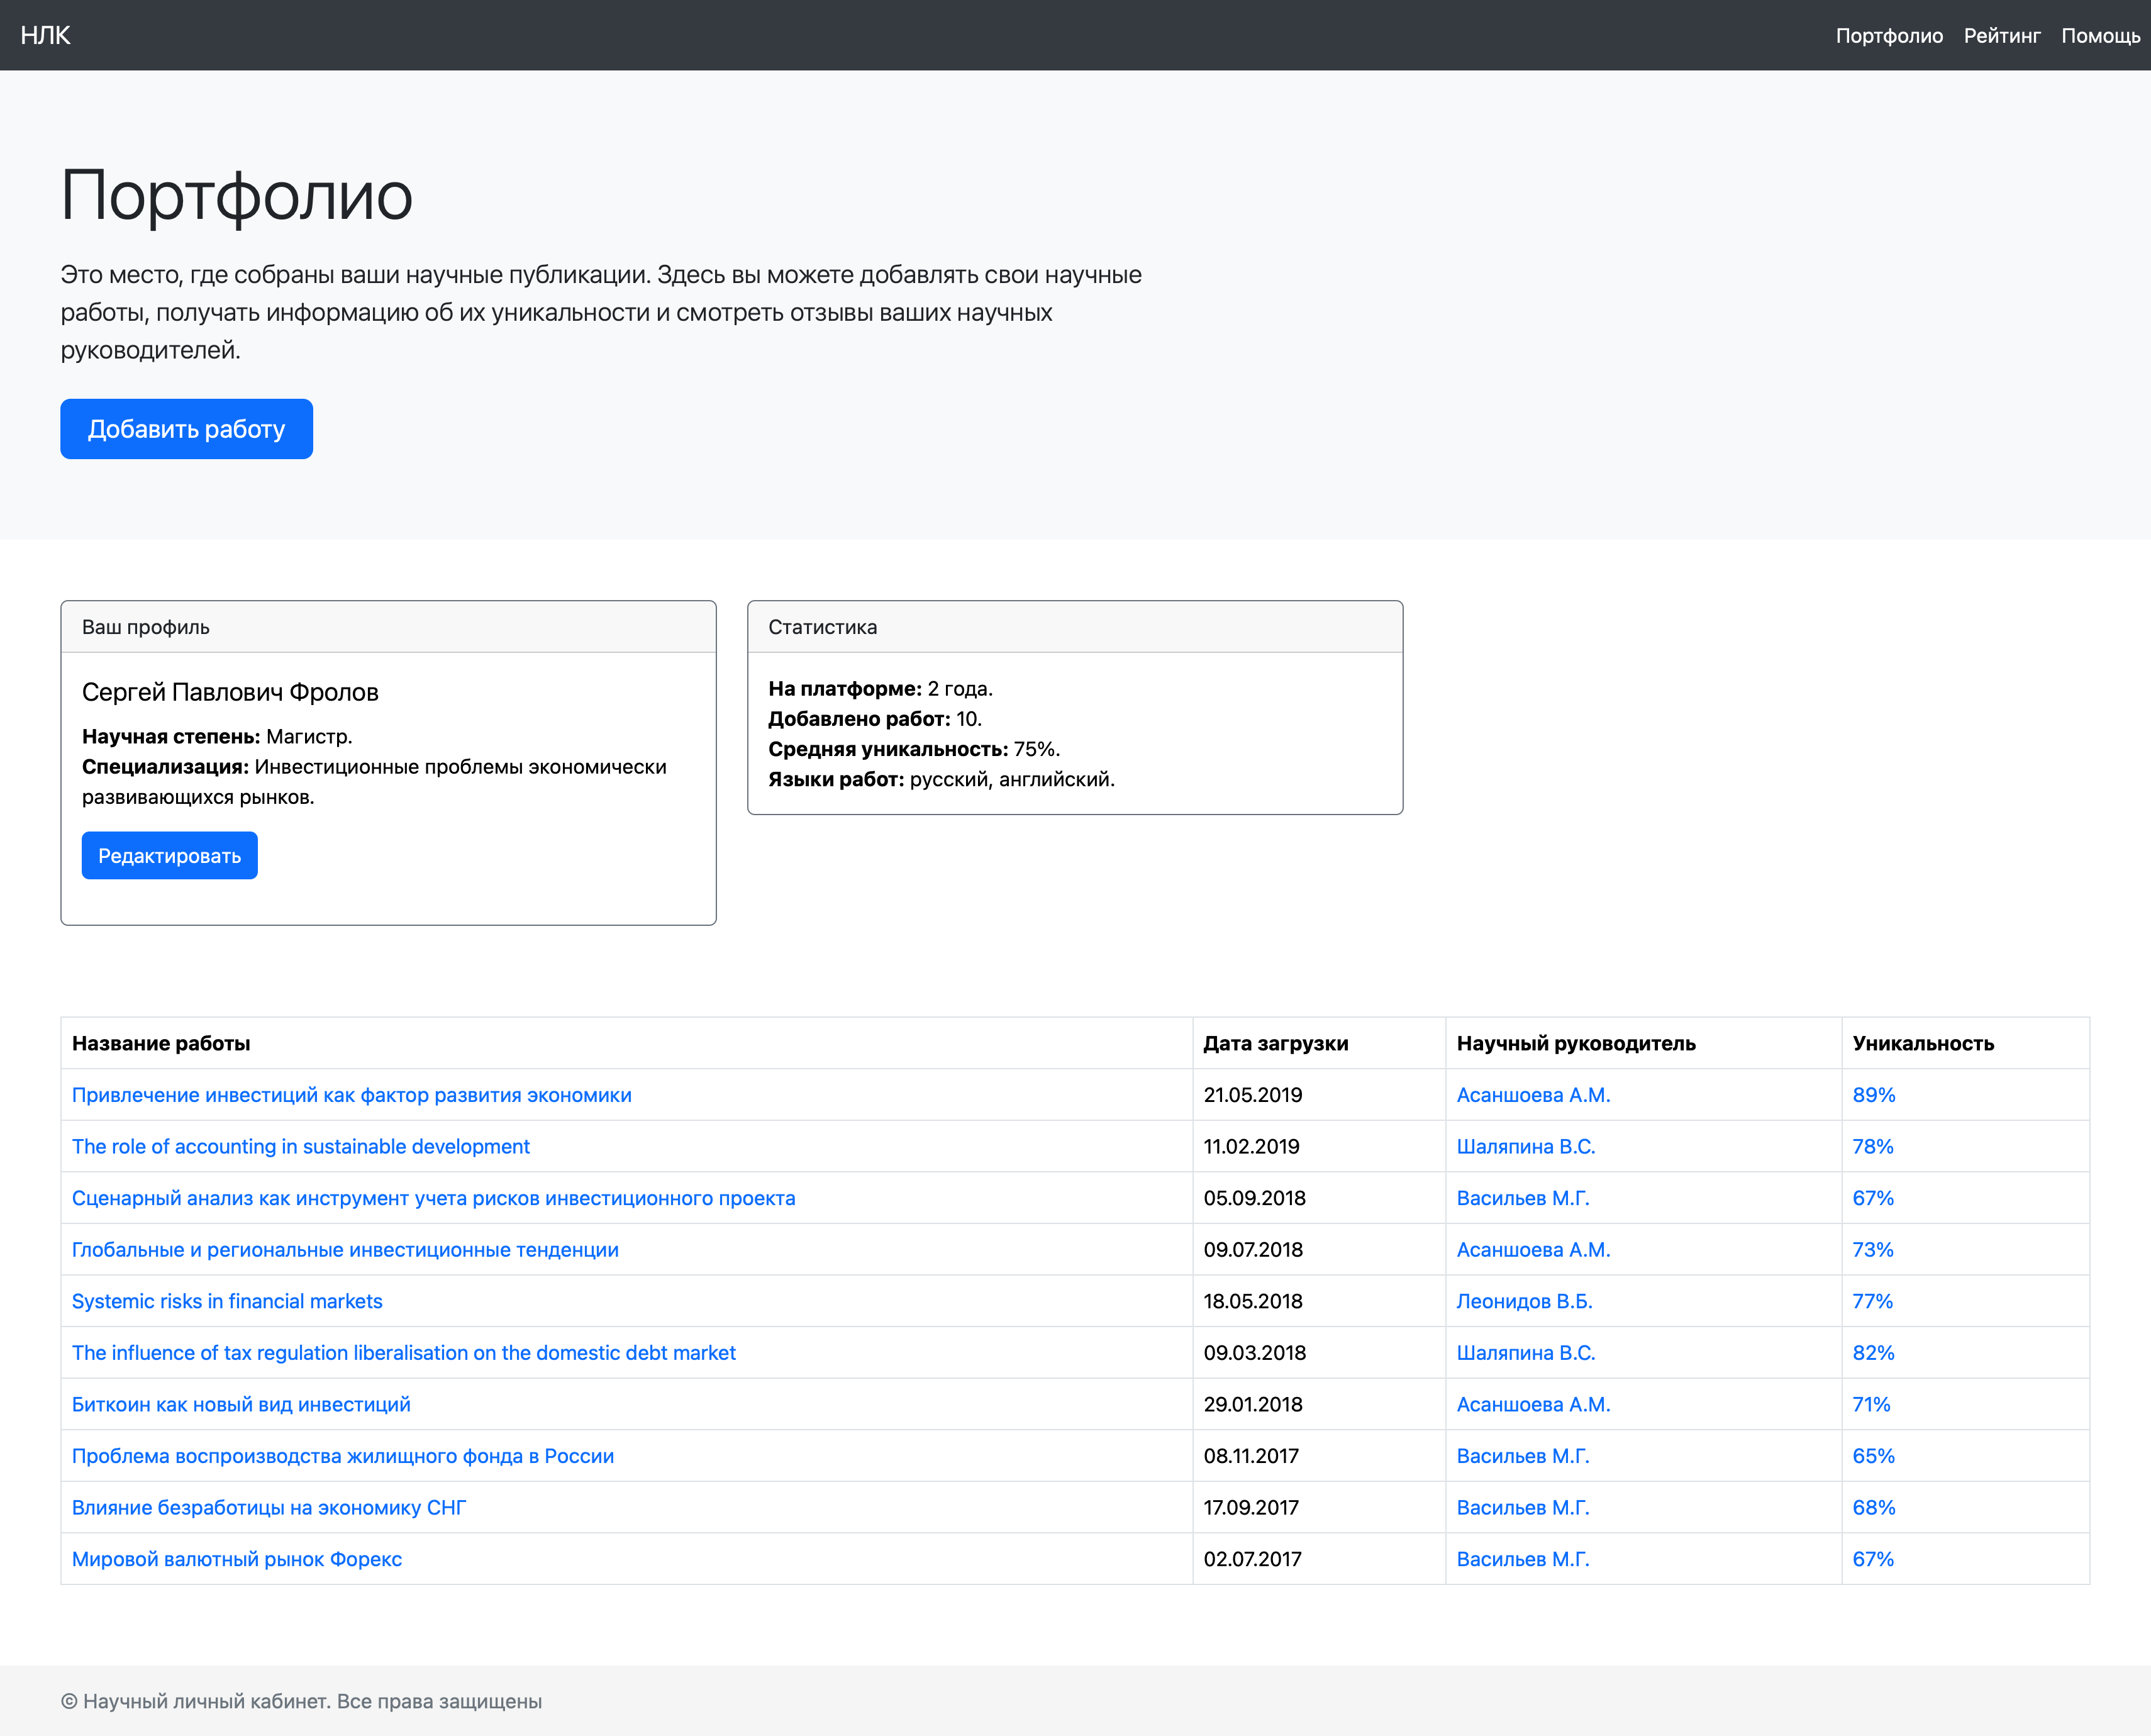 НЛК
Портфолио Рейтинг Помощь
Портфолио
Это место, где собраны ваши научные публикации. Здесь вы можете добавлять свои научные
работы, получать информацию об их уникальности и смотреть отзывы ваших научных
руководителей.
Добавить работу
Ваш профиль
Сергей Павлович Фролов
Научная степень: Магистр.
Специализация: Инвестиционные проблемы экономически
развивающихся рынков.
Редактировать
Статистика
На платформе: 2 года.
Добавлено работ: 10.
Средняя уникальность: 75%.
Языки работ: русский, английский.
Название работы Дата загрузки Научный руководитель Уникальность
Привлечение инвестиций как фактор развития экономики 21.05.2019 Асаншоева А.М. 89%
The role of accounting in sustainable development 11.02.2019 Шаляпина В.С. 78%
Сценарный анализ как инструмент учета рисков инвестиционного проекта 05.09.2018 Васильев М.Г. 67%
Глобальные и региональные инвестиционные тенденции 09.07.2018 Асаншоева А.М. 73%
Systemic risks in financial markets 18.05.2018 Леонидов В.Б. 77%
The influence of tax regulation liberalisation on the domestic debt market 09.03.2018 Шаляпина В.С. 82%
Биткоин как новый вид инвестиций 29.01.2018 Асаншоева А.М. 71%
Проблема воспроизводства жилищного фонда в России 08.11.2017 Васильев М.Г. 65%
Влияние безработицы на экономику СНГ 17.09.2017 Васильев М.Г. 68%
Мировой валютный рынок Форекс 02.07.2017 Васильев М.Г. 67%
© Научный личный кабинет. Все права защищены